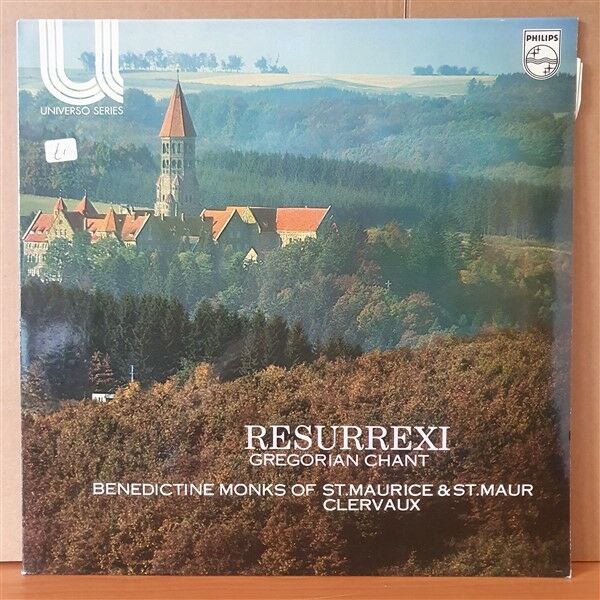 PHILIPS
UNIVERSO SERIES
RESURREXI
GREGORIAN CHANT
BENEDICTINE MONKS OF ST.MAURICE & ST.MAUR
CLERVAUX